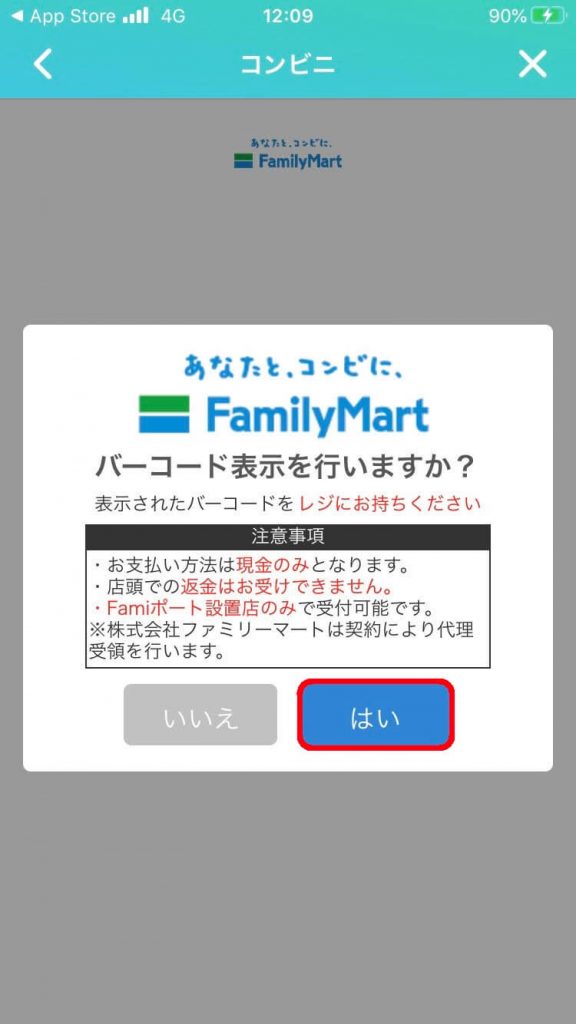 App Store 4G 12:09 90%
コンビニ
あなたと、コンビに、
FamilyMart
あなたと、コンビに、
FamilyMart
バーコード表示を行いますか？
表示されたバーコードをレジにお持ちください
注意事項
・お支払い方法は現金のみとなります。
・店頭での返金はお受けできません。
・Famiポート設置店のみで受付可能です。
※株式会社ファミリーマートは契約により代理
受領を行います。
いいえ はい